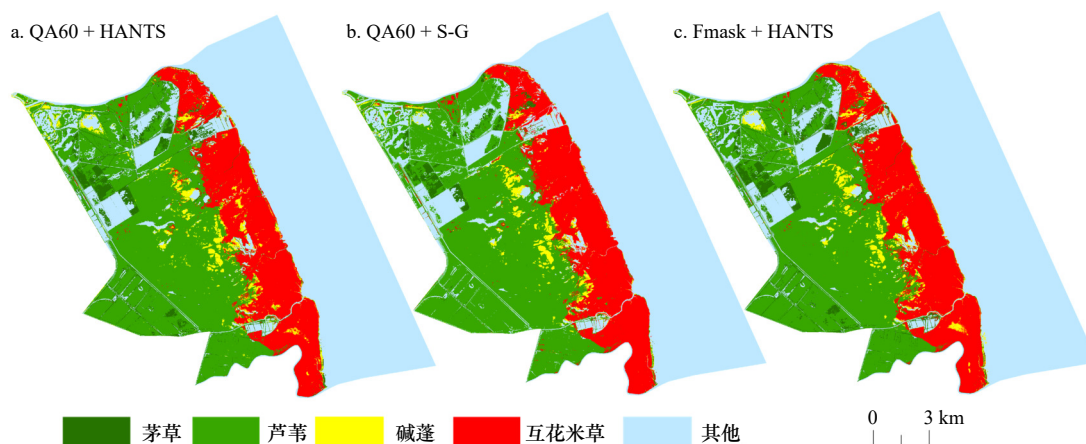 a. QA60 + HANTS
b. QA60 + S-G
c. Fmask + HANTS
茅草
芦苇
碱蓬
互花米草
其他
0 3 km